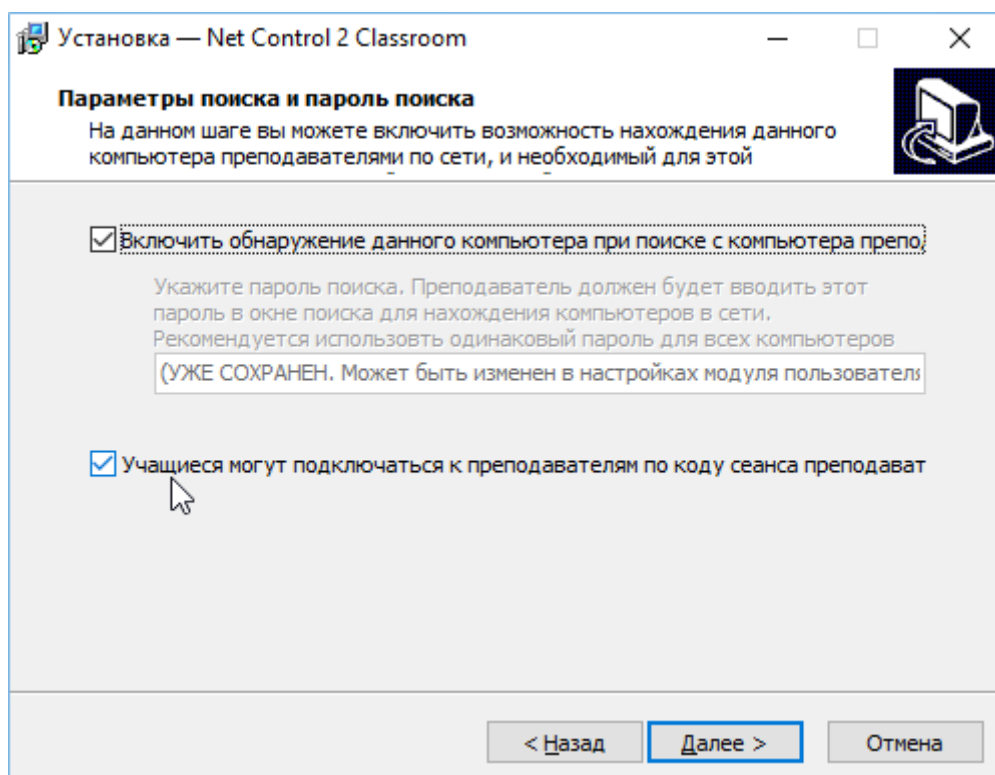 Установка — Net Control 2 Classroom
Параметры поиска и пароль поиска
На данном шаге вы можете включить возможность нахождения данного
компьютера преподавателями по сети, и необходимый для этой
Включить обнаружение данного компьютера при поиске с компьютера препод
Укажите пароль поиска. Преподаватель должен будет вводить этот
пароль в окне поиска для нахождения компьютеров в сети.
Рекомендуется использовть одинаковый пароль для всех компьютеров
(УЖЕ СОХРАНЕН. Может быть изменен в настройках модуля пользователя
Учащиеся могут подключаться к преподавателям по коду сеанса преподават
< Назад
Далее >
Отмена